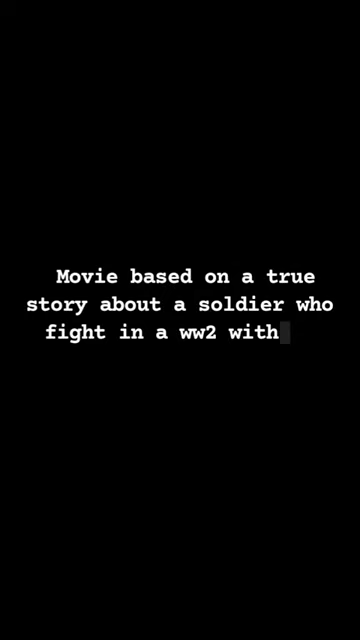 Movie based on a true
story about a soldier who
fight in a ww2 with